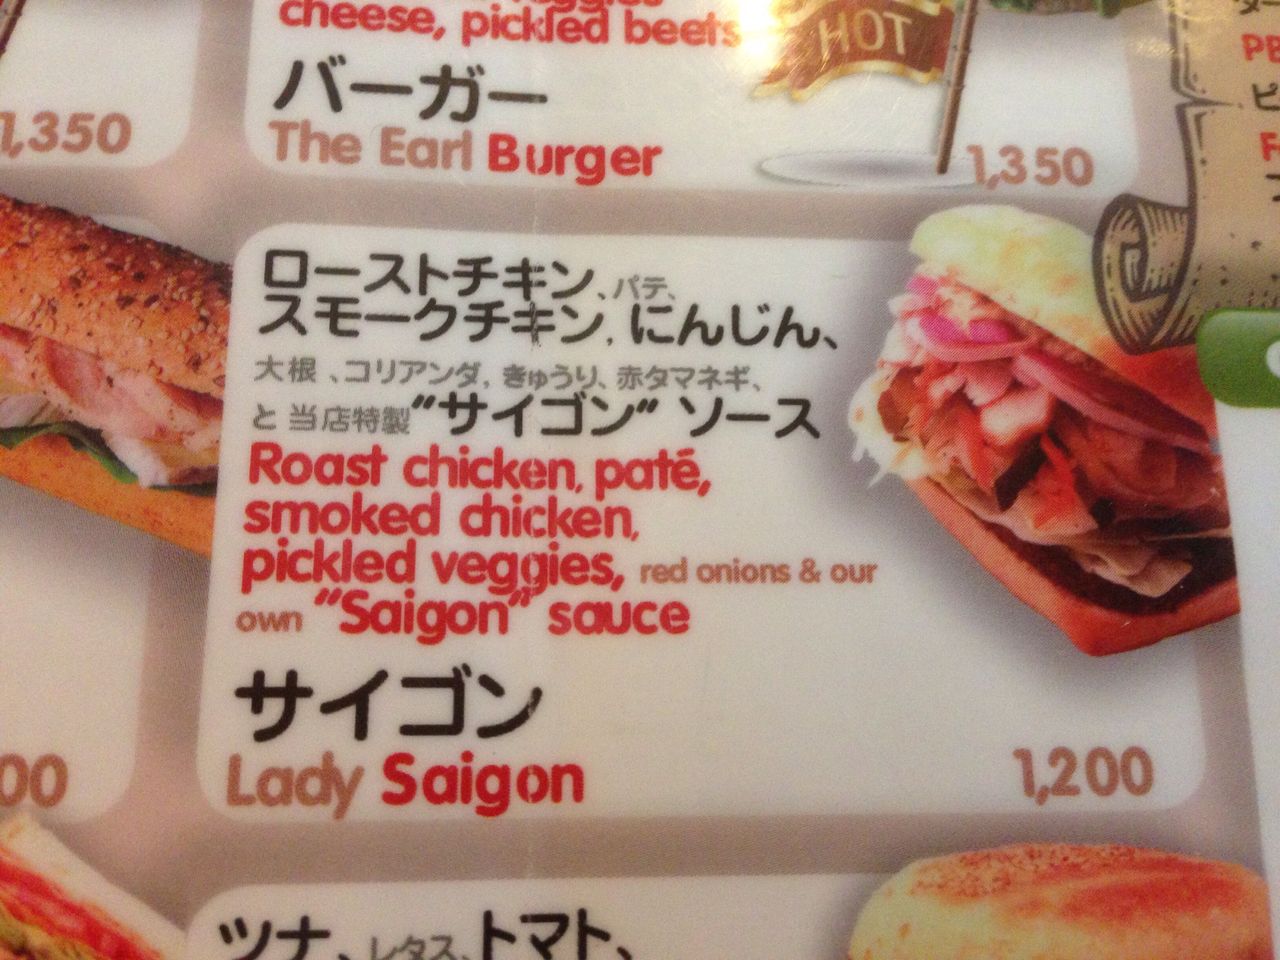 cheese, pickled beets
HOT
バーガー
The Earl Burger
1,350
1,350
ローストチキン、パテ、
スモークチキン、にんじん、
大根、コリアンダ、きゅうり、赤タマネギ、
と 当店特製"サイゴン" ソース
Roast chicken, paté,
smoked chicken,
pickled veggies, red onions & our
own "Saigon" sauce
サイゴン
Lady Saigon
1,200
00
ツナ、レタス、トマト、